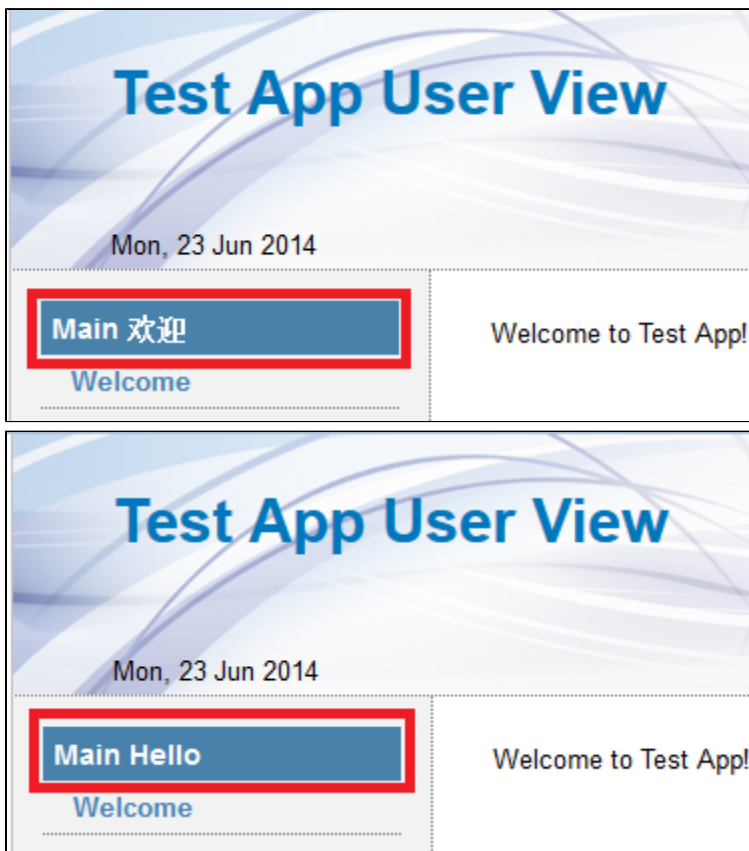 Test App User View
Mon, 23 Jun 2014
Main 欢迎
Welcome to Test App!
Welcome
Test App User View
Mon, 23 Jun 2014
Main Hello
Welcome to Test App!
Welcome